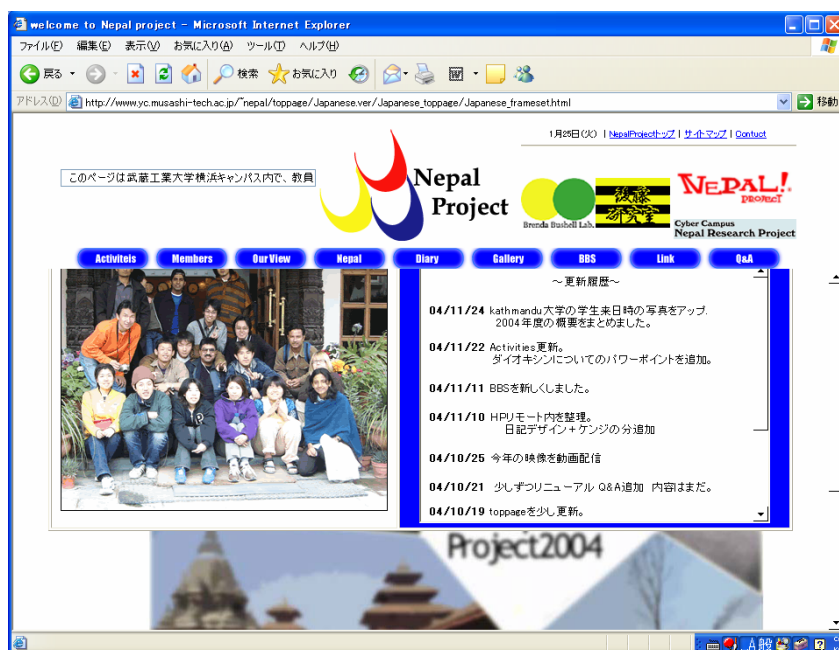 welcome to Nepal project - Microsoft Internet Explorer
ファイル(F) 編集(E) 表示(V) お気に入り(A) ツール(T) ヘルプ(H)
戻る 検索 お気に入り
アドレス(D) http://www.yc.musashi-tech.ac.jp/~nepal/toppage/Japanese.ver/Japanese_toppage/Japanese_frameset.html 移動
1月25日(火) | NepalProjectトップ | サイトマップ | Contuct
このページは武蔵工業大学横浜キャンパス内で、教員
Nepal
Project
Brenda Bushell Lab.
後藤
研究室
NEPAL!
PROJECT
Cyber Campus
Nepal Research Project
Activiteis Members Our View Nepal Diary Gallery BBS Link Q&A
～更新履歴～
04/11/24 kathmandu大学の学生来日時の写真をアップ.
2004年度の概要をまとめました。
04/11/22 Activities更新。
ダイオキシンについてのパワーポイントを追加。
04/11/11 BBSを新しくしました。
04/11/10 HPリモート内を整理。
日記デザイン+ケンジの分追加
04/10/25 今年の映像を動画配信
04/10/21 少しずつリニューアル Q&A追加 内容はまだ。
04/10/19 toppageを少し更新。
Project2004
A 般